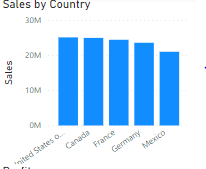 Sales by Country
30M
20M
10M
0M
Sales
United States o...
Canada
France
Germany
Mexico